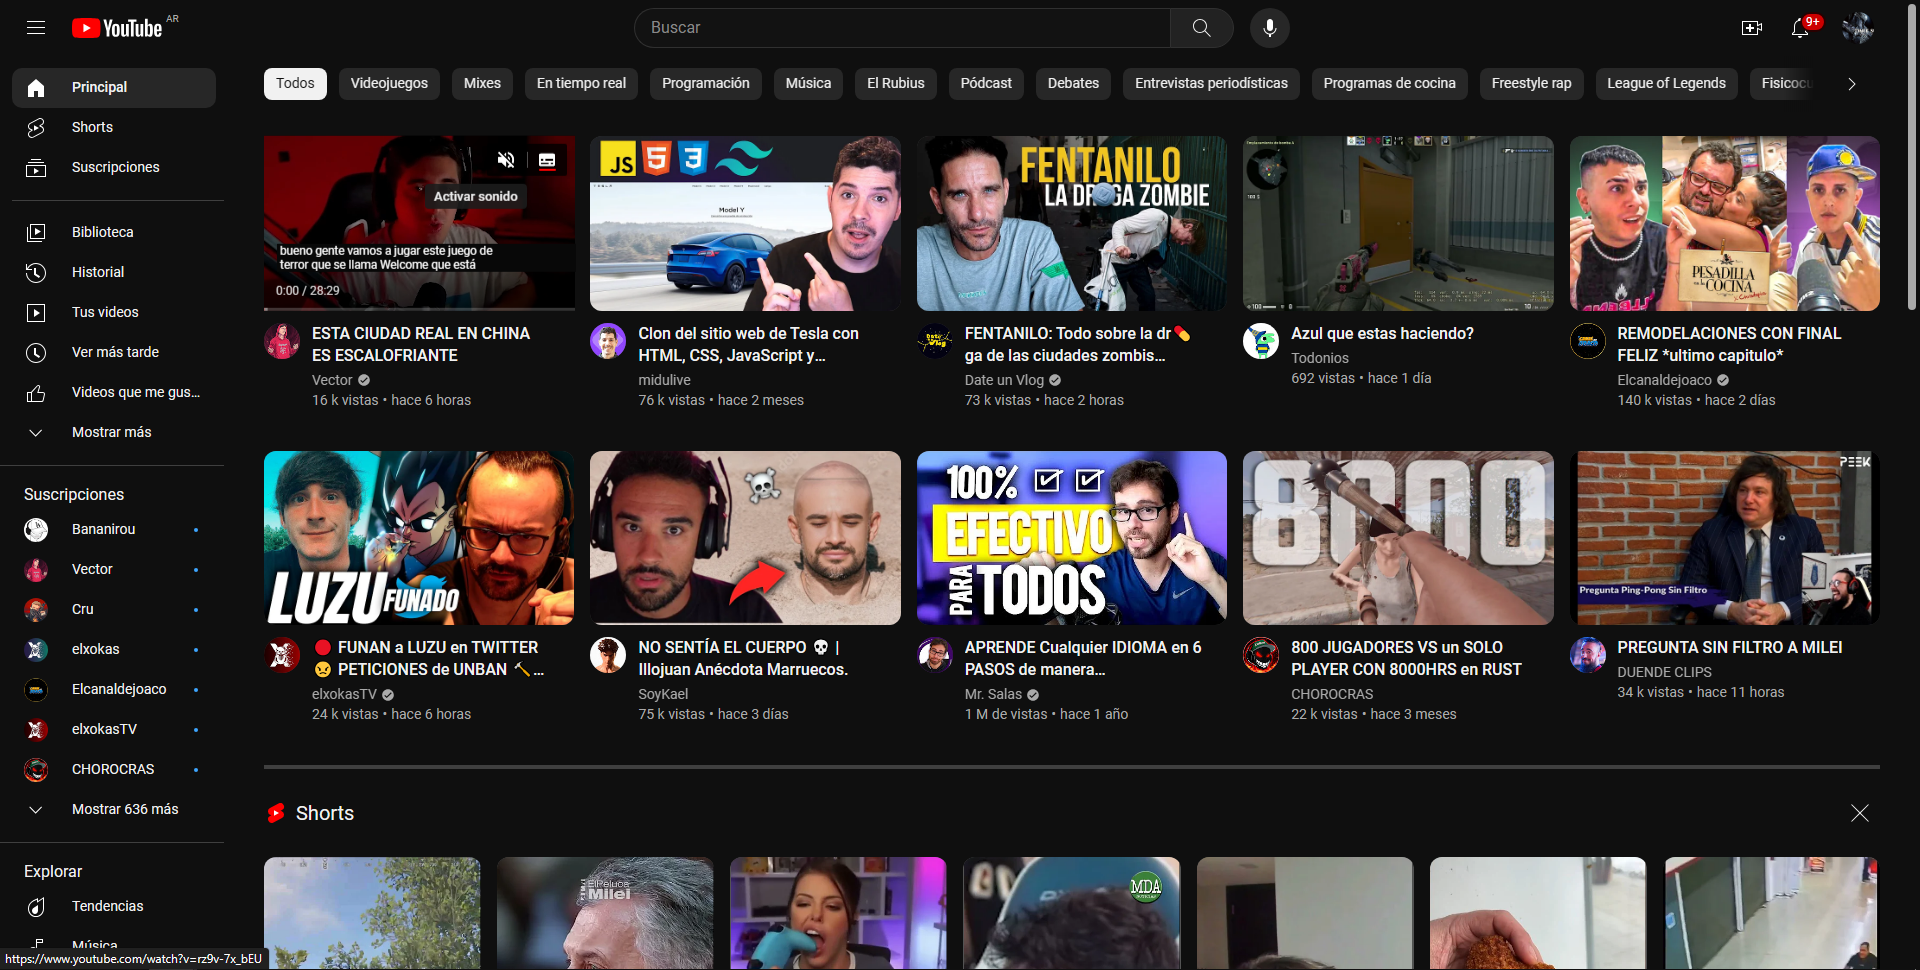 YouTube AR
Buscar
9+
Principal
Shorts
Suscripciones
Biblioteca
Historial
Tus videos
Ver más tarde
Videos que me gus...
Mostrar más
Suscripciones
Bananirou
Vector
Cru
elxokas
Elcanaldejoaco
elxokasTV
CHOROCRAS
Mostrar 636 más
Explorar
Tendencias
Música
https://www.youtube.com/watch?v=rz9v-7x_bEU
Todos
Videojuegos
Mixes
En tiempo real
Programación
Música
El Rubius
Pódcast
Debates
Entrevistas periodísticas
Programas de cocina
Freestyle rap
League of Legends
Fisicocu
Activar sonido
bueno gente vamos a jugar este juego de
terror que se llama Welcome que está
0:00 / 28:29
ESTA CIUDAD REAL EN CHINA
ES ESCALOFRIANTE
Vector
16 k vistas • hace 6 horas
JS 5 3
Model Y
Clon del sitio web de Tesla con
HTML, CSS, JavaScript y...
midulive
76 k vistas • hace 2 meses
FENTANILO
LA DROGA ZOMBIE
FENTANILO: Todo sobre la dr💊
ga de las ciudades zombis...
Date un Vlog
73 k vistas • hace 2 horas
Azul que estas haciendo?
Todonios
692 vistas • hace 1 día
PESADILLA
COCINA
REMODELACIONES CON FINAL
FELIZ *ultimo capitulo*
Elcanaldejoaco
140 k vistas • hace 2 días
LUZU FUNADO
🔴 FUNAN a LUZU en TWITTER
😠 PETICIONES de UNBAN 🔨...
elxokasTV
24 k vistas • hace 6 horas
NO SENTÍA EL CUERPO 💀 |
Illojuan Anécdota Marruecos.
SoyKael
75 k vistas • hace 3 días
100%
EFECTIVO
PARA TODOS
APRENDE Cualquier IDIOMA en 6
PASOS de manera...
Mr. Salas
1 M de vistas • hace 1 año
8000
800 JUGADORES VS un SOLO
PLAYER CON 8000HRS en RUST
CHOROCRAS
22 k vistas • hace 3 meses
PEEK
Pregunta Ping-Pong Sin Filtro
PREGUNTA SIN FILTRO A MILEI
DUENDE CLIPS
34 k vistas • hace 11 horas
Shorts
ElPeluca
Milei
MDA